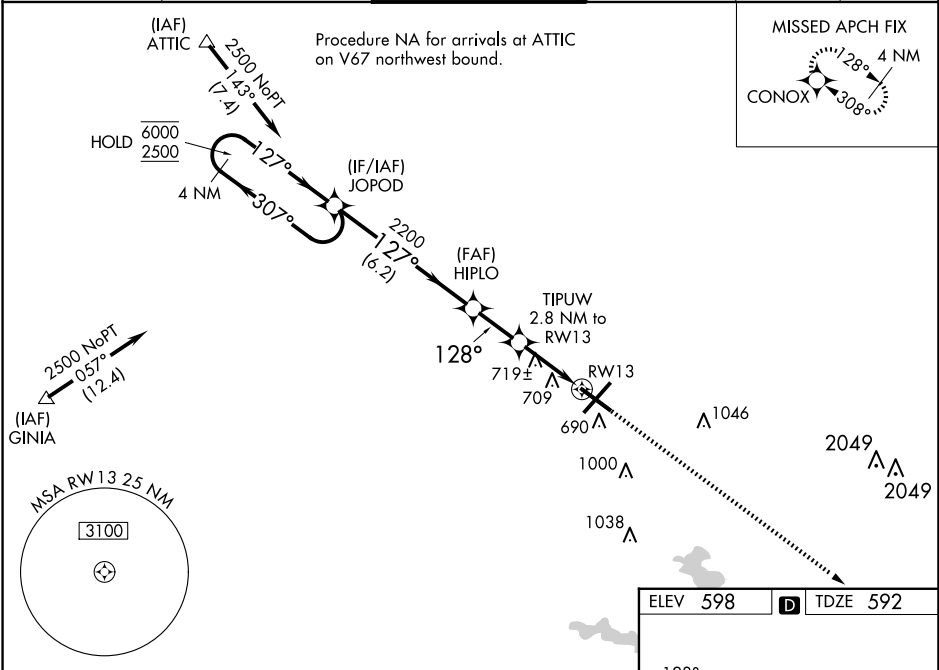 (IAF)
ATTIC
2500 NoPT
143°
(7.4)
Procedure NA for arrivals at ATTIC
on V67 northwest bound.
MISSED APCH FIX
128°
4 NM
CONOX
308°
HOLD
6000
2500
4 NM
127°
307°
(IF/IAF)
JOPOD
2200
127°
(6.2)
(FAF)
HIPLO
TIPUW
2.8 NM to
RW13
128°
719±
709
RW13
690
1046
1000
1038
2049
2049
2500 NoPT
057°
(12.4)
(IAF)
GINIA
MSA RW13 25 NM
3100
ELEV 598
D
TDZE 592